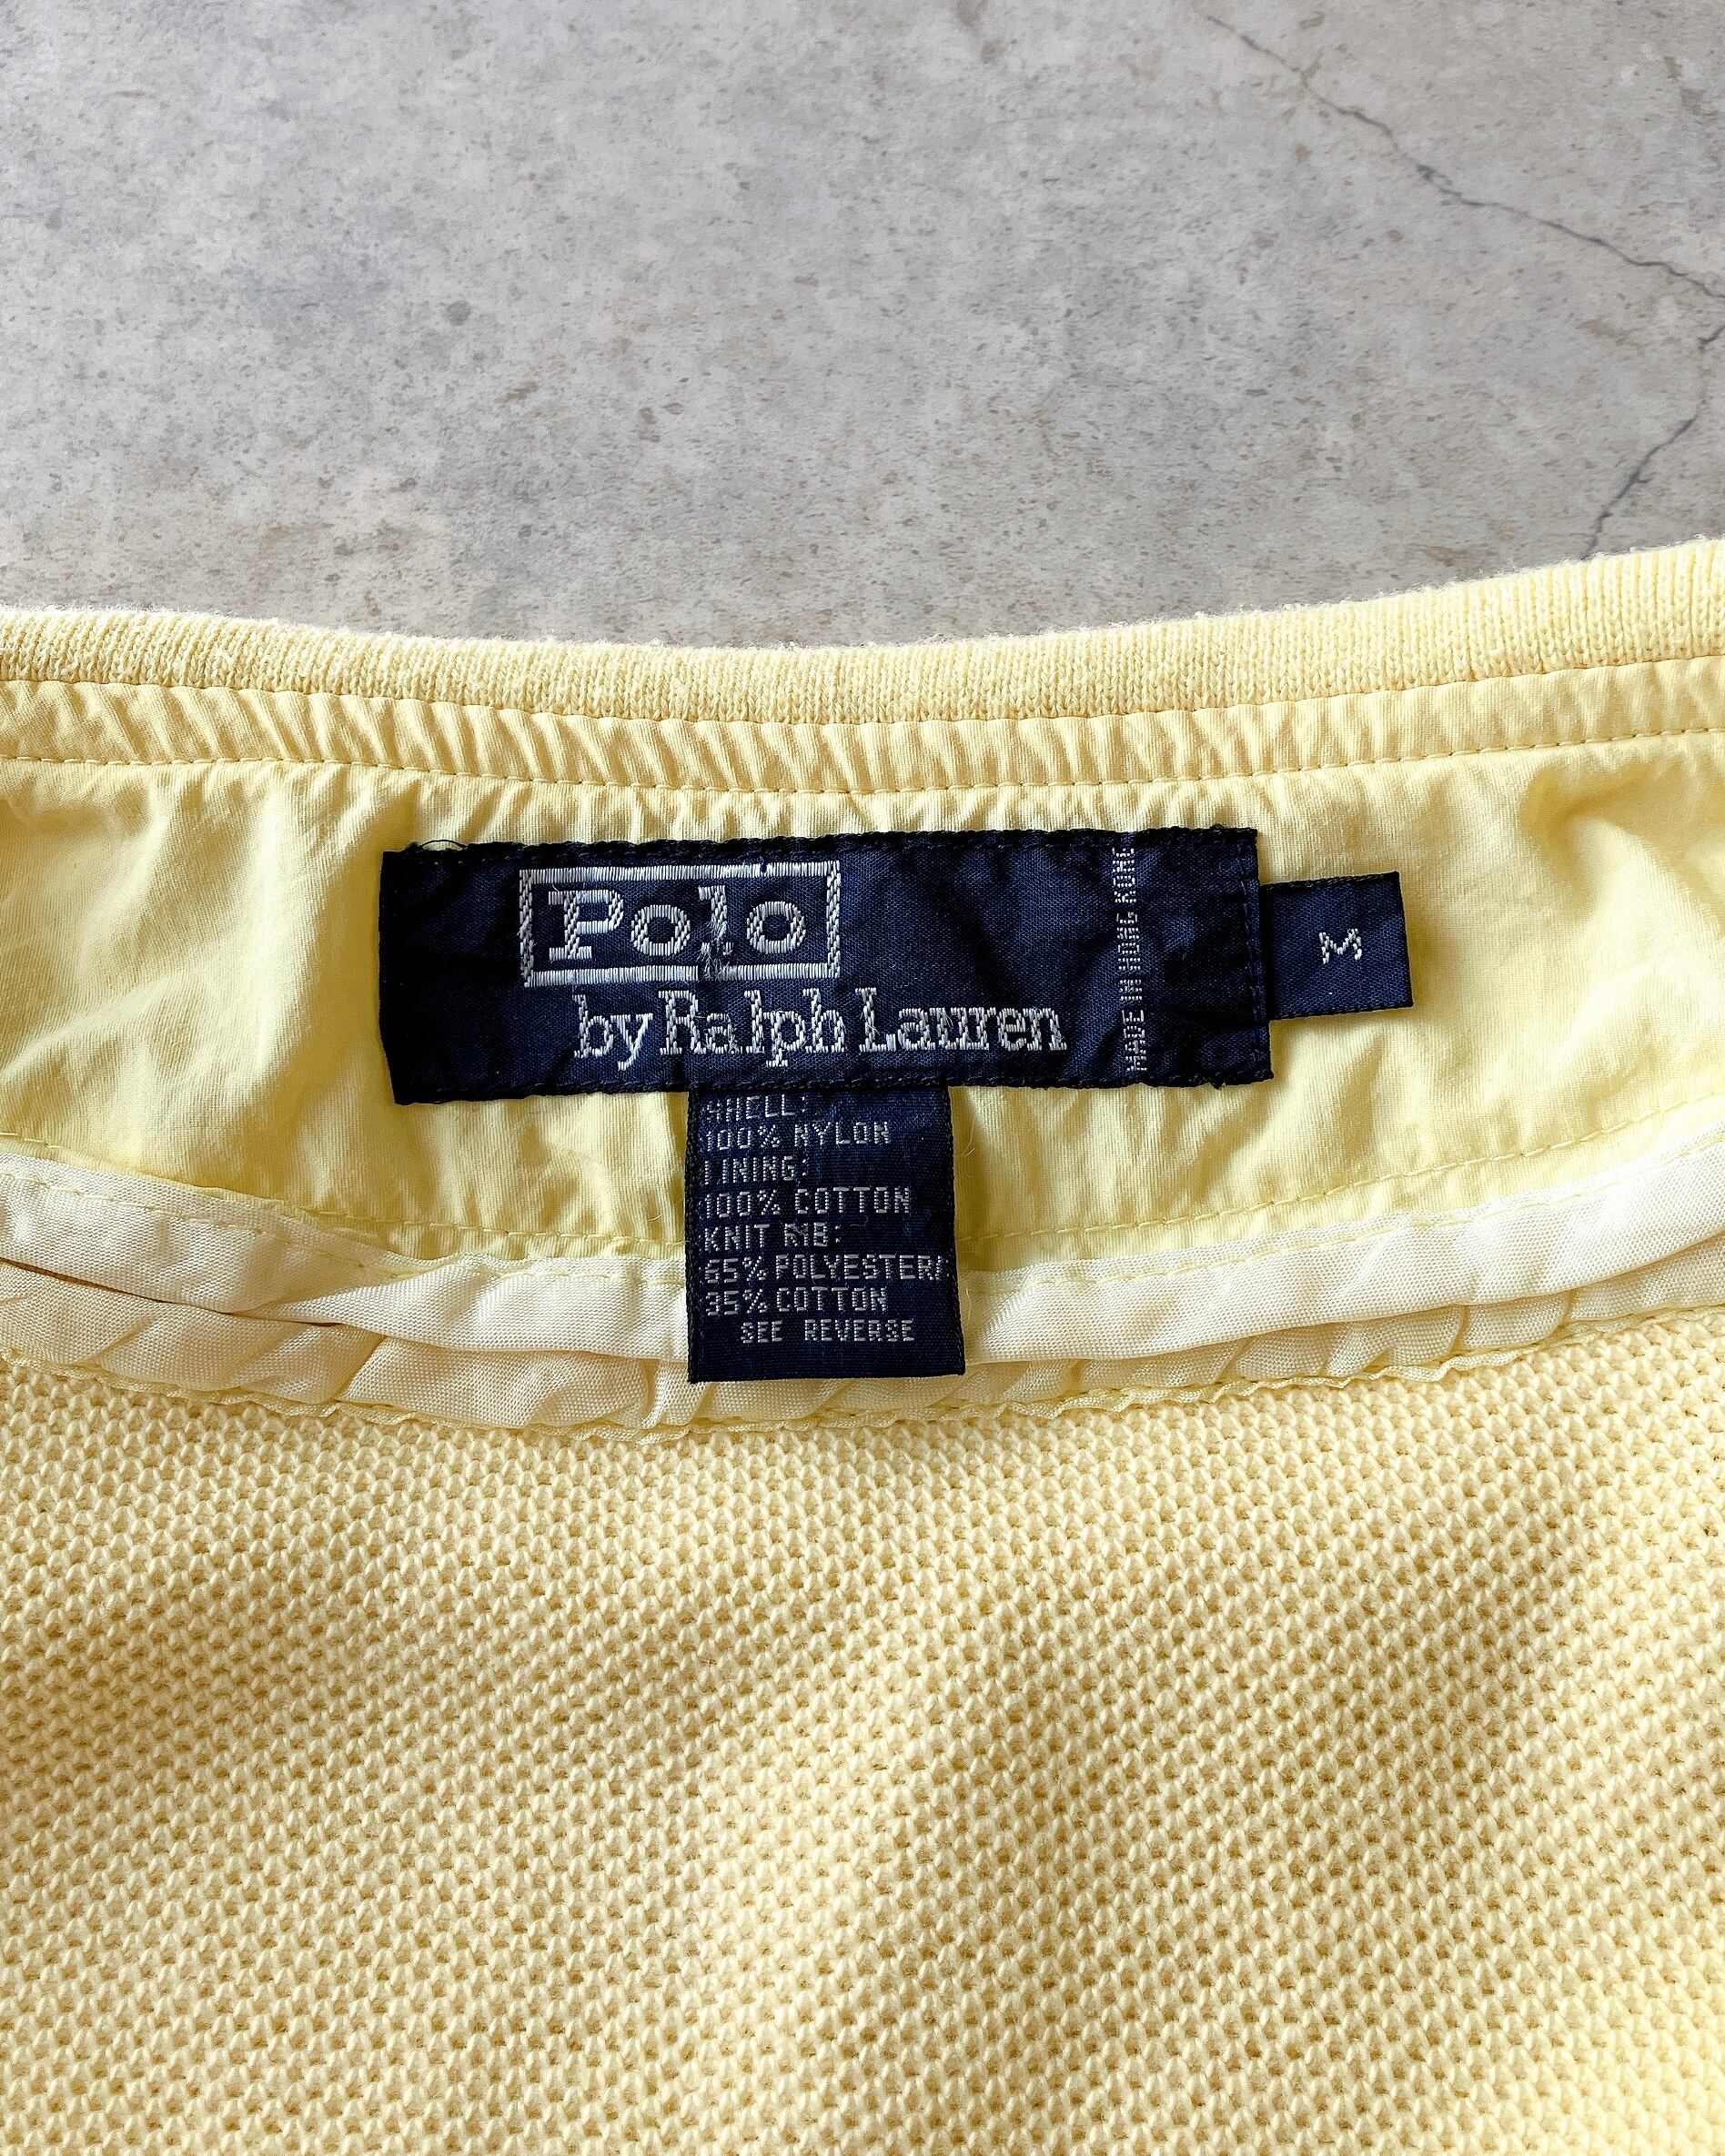 Polo
by Ralph Lauren
MADE IN HONG KONG
M
SHELL:
100% NYLON
LINING:
100% COTTON
KNIT RIB:
65% POLYESTER/
35% COTTON
SEE REVERSE